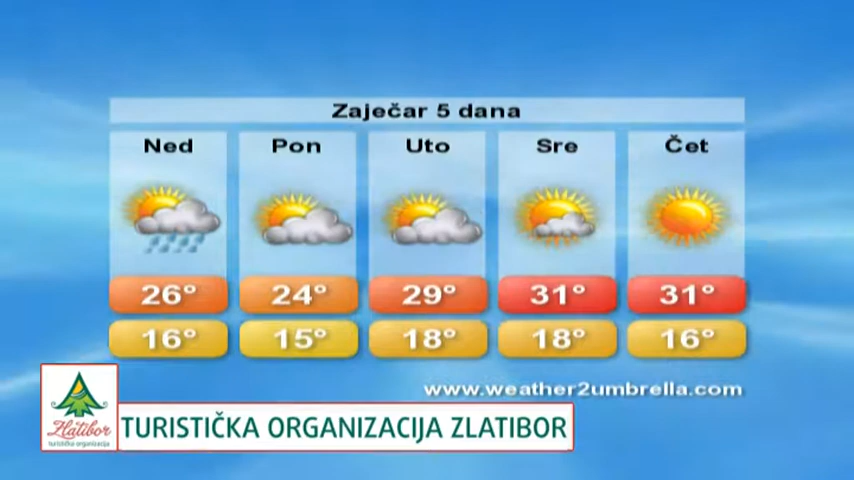 Zaječar 5 dana
Ned Pon Uto Sre Čet
26° 24° 29° 31° 31°
16° 15° 18° 18° 16°
www.weather2umbrella.com
Zlatibor
turistička organizacija
TURISTIČKA ORGANIZACIJA ZLATIBOR